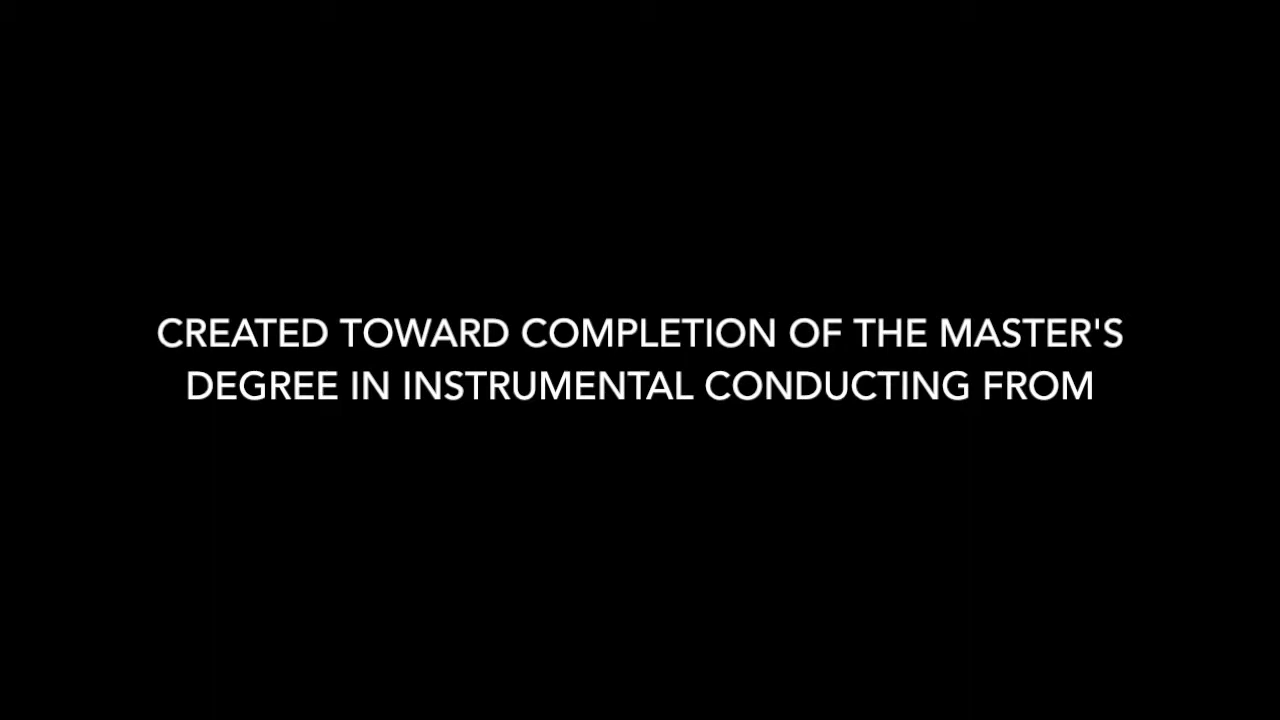 CREATED TOWARD COMPLETION OF THE MASTER'S
DEGREE IN INSTRUMENTAL CONDUCTING FROM